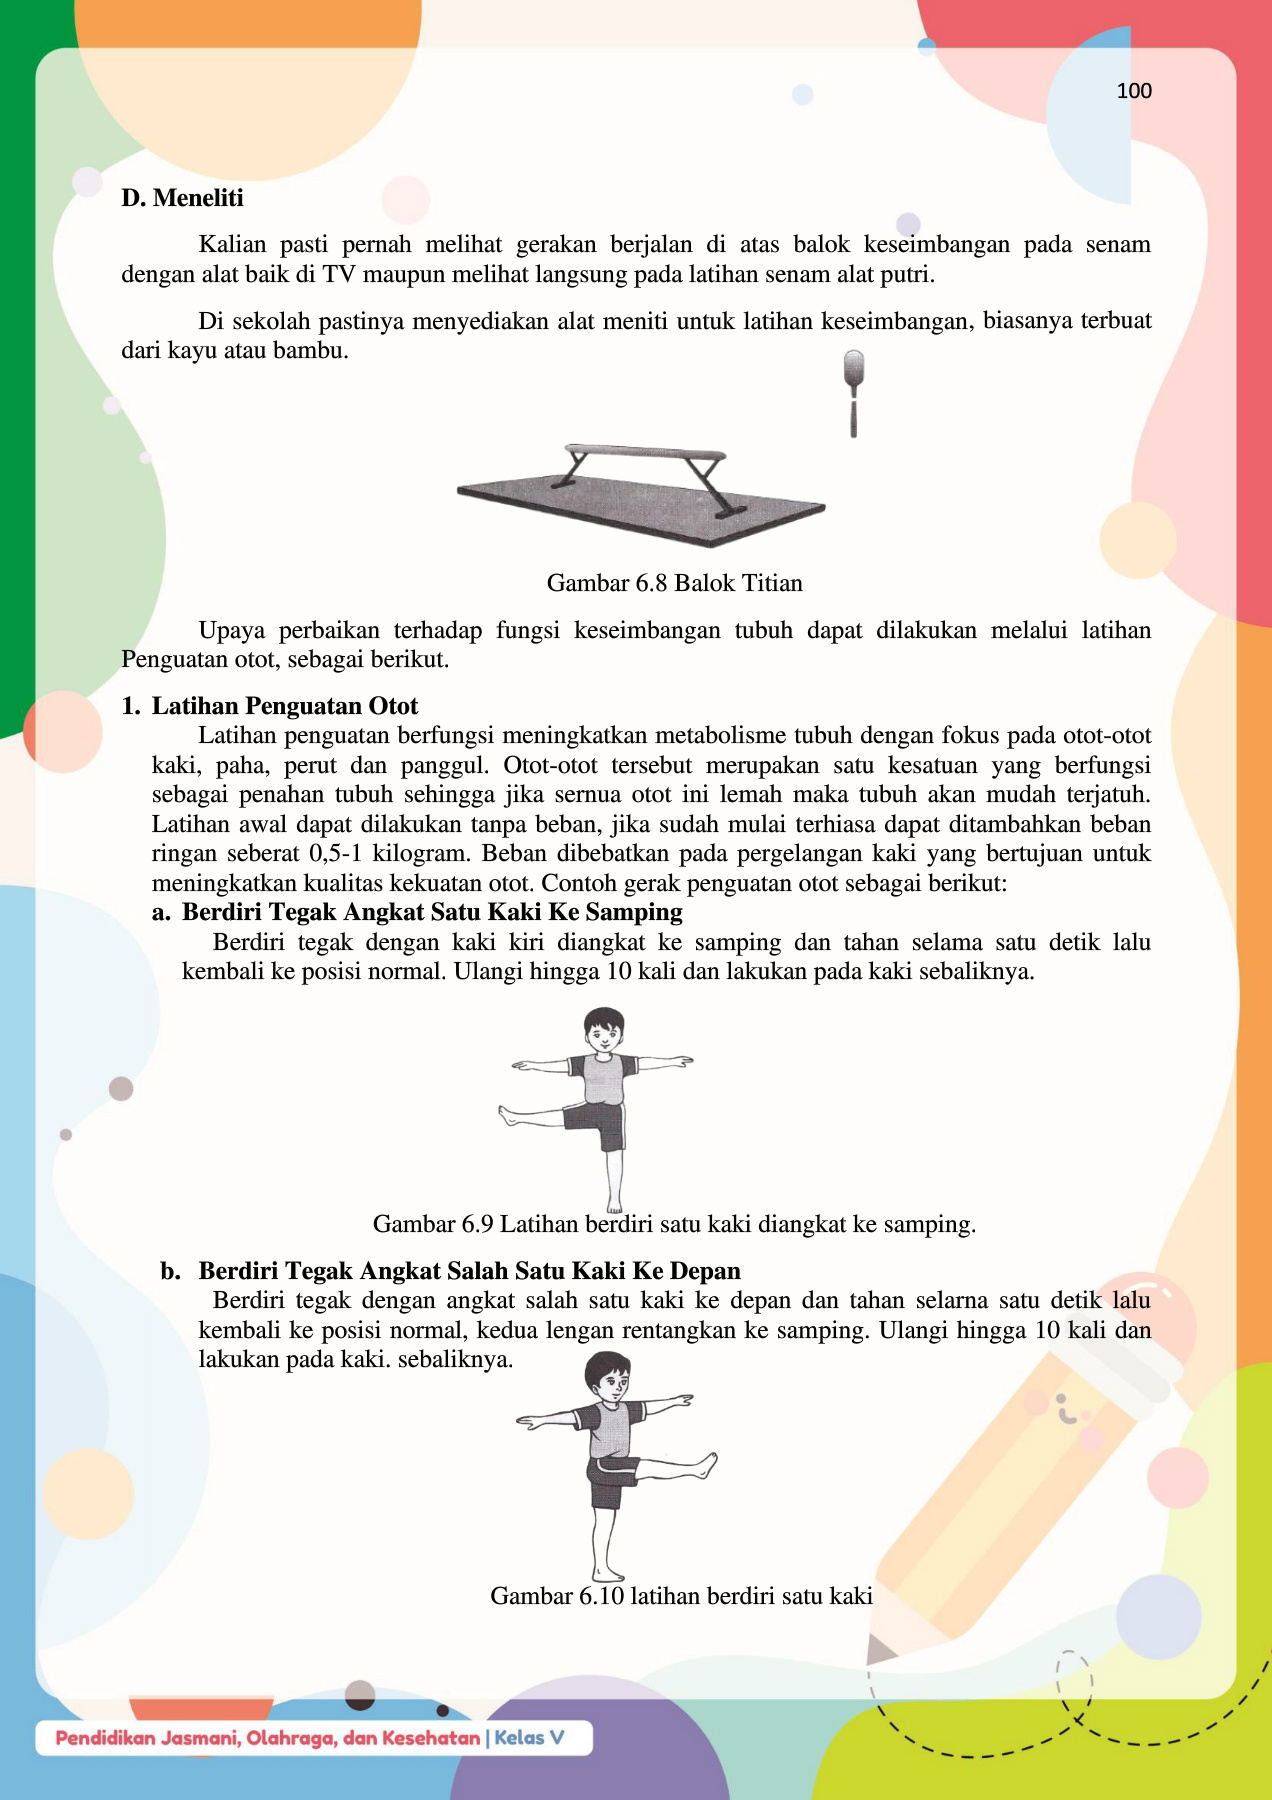 100
D. Meneliti
Kalian pasti pernah melihat gerakan berjalan di atas balok keseimbangan pada senam
dengan alat baik di TV maupun melihat langsung pada latihan senam alat putri.
Di sekolah pastinya menyediakan alat meniti untuk latihan keseimbangan, biasanya terbuat
dari kayu atau bambu.
Gambar 6.8 Balok Titian
Upaya perbaikan terhadap fungsi keseimbangan tubuh dapat dilakukan melalui latihan
Penguatan otot, sebagai berikut.
1. Latihan Penguatan Otot
Latihan penguatan berfungsi meningkatkan metabolisme tubuh dengan fokus pada otot-otot
kaki, paha, perut dan panggul. Otot-otot tersebut merupakan satu kesatuan yang berfungsi
sebagai penahan tubuh sehingga jika sernua otot ini lemah maka tubuh akan mudah terjatuh.
Latihan awal dapat dilakukan tanpa beban, jika sudah mulai terhiasa dapat ditambahkan beban
ringan seberat 0,5-1 kilogram. Beban dibebatkan pada pergelangan kaki yang bertujuan untuk
meningkatkan kualitas kekuatan otot. Contoh gerak penguatan otot sebagai berikut:
a. Berdiri Tegak Angkat Satu Kaki Ke Samping
Berdiri tegak dengan kaki kiri diangkat ke samping dan tahan selama satu detik lalu
kembali ke posisi normal. Ulangi hingga 10 kali dan lakukan pada kaki sebaliknya.
Gambar 6.9 Latihan berdiri satu kaki diangkat ke samping.
b. Berdiri Tegak Angkat Salah Satu Kaki Ke Depan
Berdiri tegak dengan angkat salah satu kaki ke depan dan tahan selarna satu detik lalu
kembali ke posisi normal, kedua lengan rentangkan ke samping. Ulangi hingga 10 kali dan
lakukan pada kaki. sebaliknya.
Gambar 6.10 latihan berdiri satu kaki
Pendidikan Jasmani, Olahraga, dan Kesehatan | Kelas V